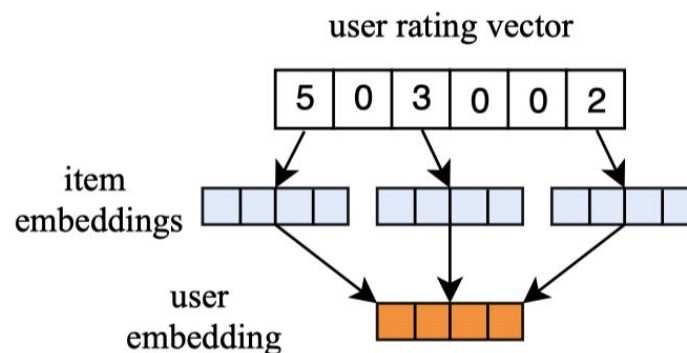 user rating vector
5 0 3 0 0 2
item
embeddings
user
embedding